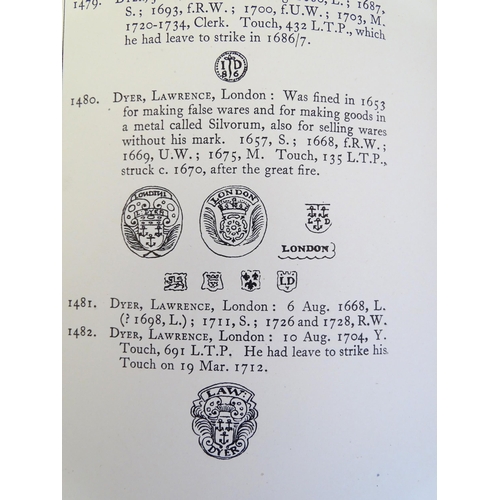 1479.
S.; 1693, f.R.W.; 1700, f.U.W.; 1703, M.
1720-1734, Clerk. Touch, 432 L.T.P., which
he had leave to strike in 1686/7.
I D
8 6
1480. DYER, LAWRENCE, London: Was fined in 1653
for making false wares and for making goods in
a metal called Silvorum, also for selling wares
without his mark. 1657, S.; 1668, f.R.W.;
1669, U.W.; 1675, M. Touch, 135 L.T.P.,
struck c. 1670, after the great fire.
LONDON
L D
LONDON
LD
1481. DYER, LAWRENCE, London: 6 Aug. 1668, L.
(? 1698, L.); 1711, S.; 1726 and 1728, R.W.
1482. DYER, LAWRENCE, London: 10 Aug. 1704, Y.
Touch, 691 L.T.P. He had leave to strike his
Touch on 19 Mar. 1712.
LAW:
DYER